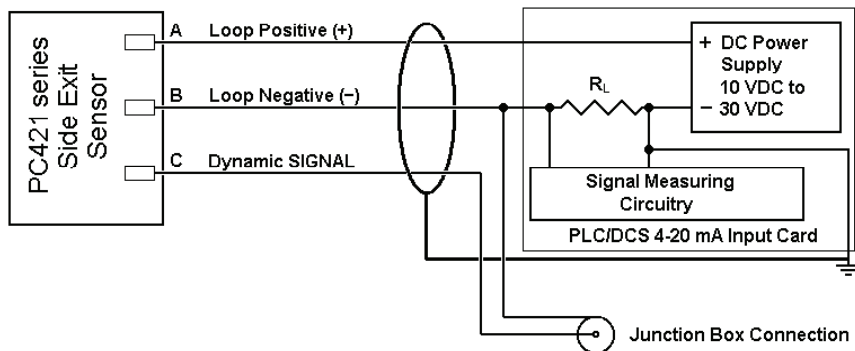 PC421 series
Side Exit
Sensor
A Loop Positive (+)
B Loop Negative (−)
C Dynamic SIGNAL
RL
+ DC Power
Supply
10 VDC to
− 30 VDC
Signal Measuring
Circuitry
PLC/DCS 4-20 mA Input Card
Junction Box Connection